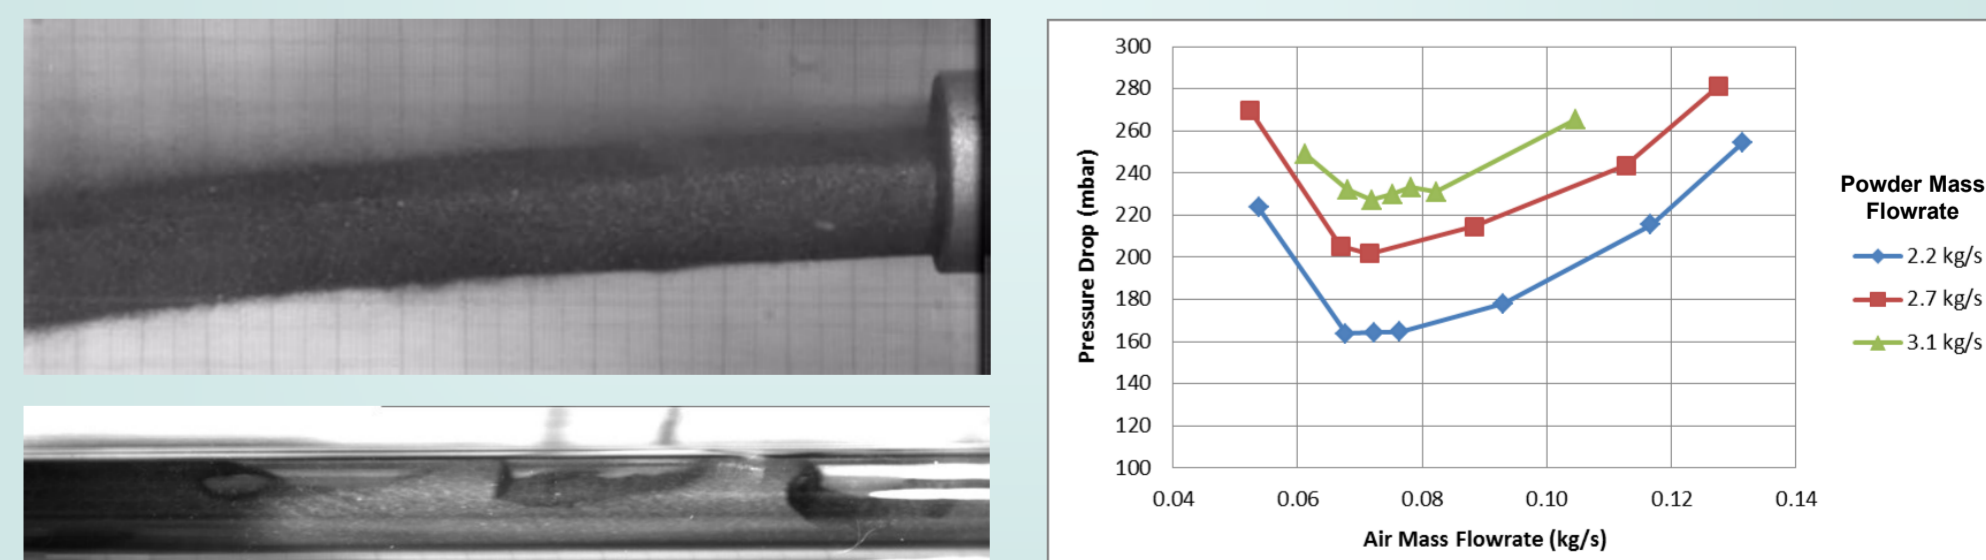 300
280
260
240
220
200
180
160
140
120
100
Pressure Drop (mbar)
0.04 0.06 0.08 0.10 0.12 0.14
Air Mass Flowrate (kg/s)
Powder Mass
Flowrate
2.2 kg/s
2.7 kg/s
3.1 kg/s